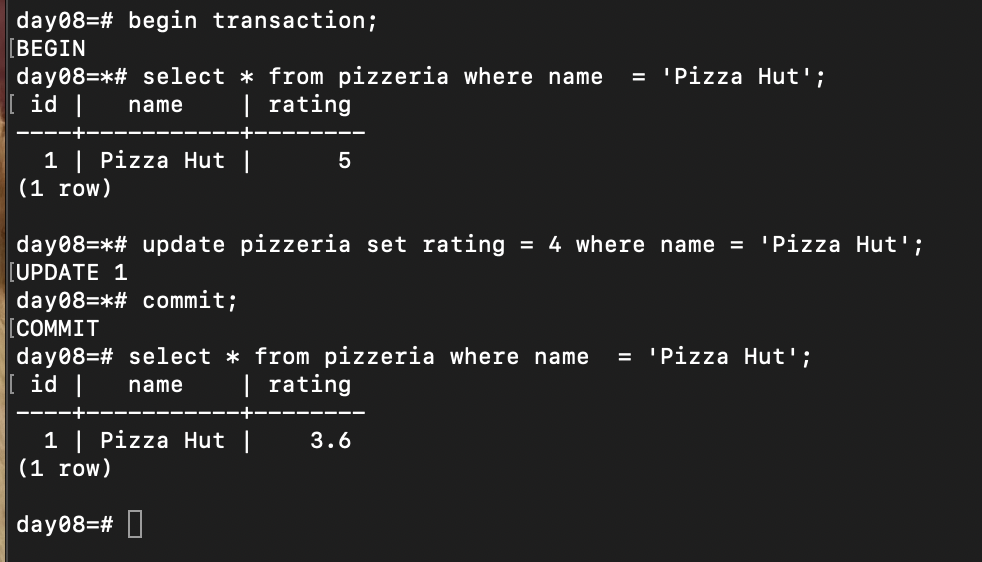 day08=# begin transaction;
[BEGIN
day08=*# select * from pizzeria where name  = 'Pizza Hut';
[ id |   name    | rating
----+-----------+--------
  1 | Pizza Hut |      5
(1 row)

day08=*# update pizzeria set rating = 4 where name = 'Pizza Hut';
[UPDATE 1
day08=*# commit;
[COMMIT
day08=# select * from pizzeria where name  = 'Pizza Hut';
[ id |   name    | rating
----+-----------+--------
  1 | Pizza Hut |    3.6
(1 row)

day08=#